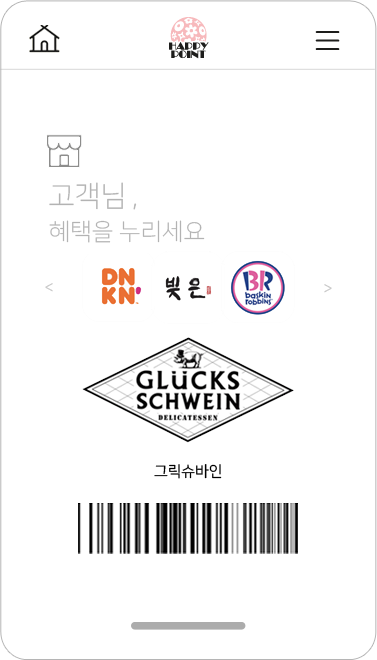 HAPPY
POINT
고객님 ,
혜택을 누리세요
< DN
KN 빚은 BR
baskin
robbins >
GLÜCKS
SCHWEIN
DELICATESSEN
그릭슈바인